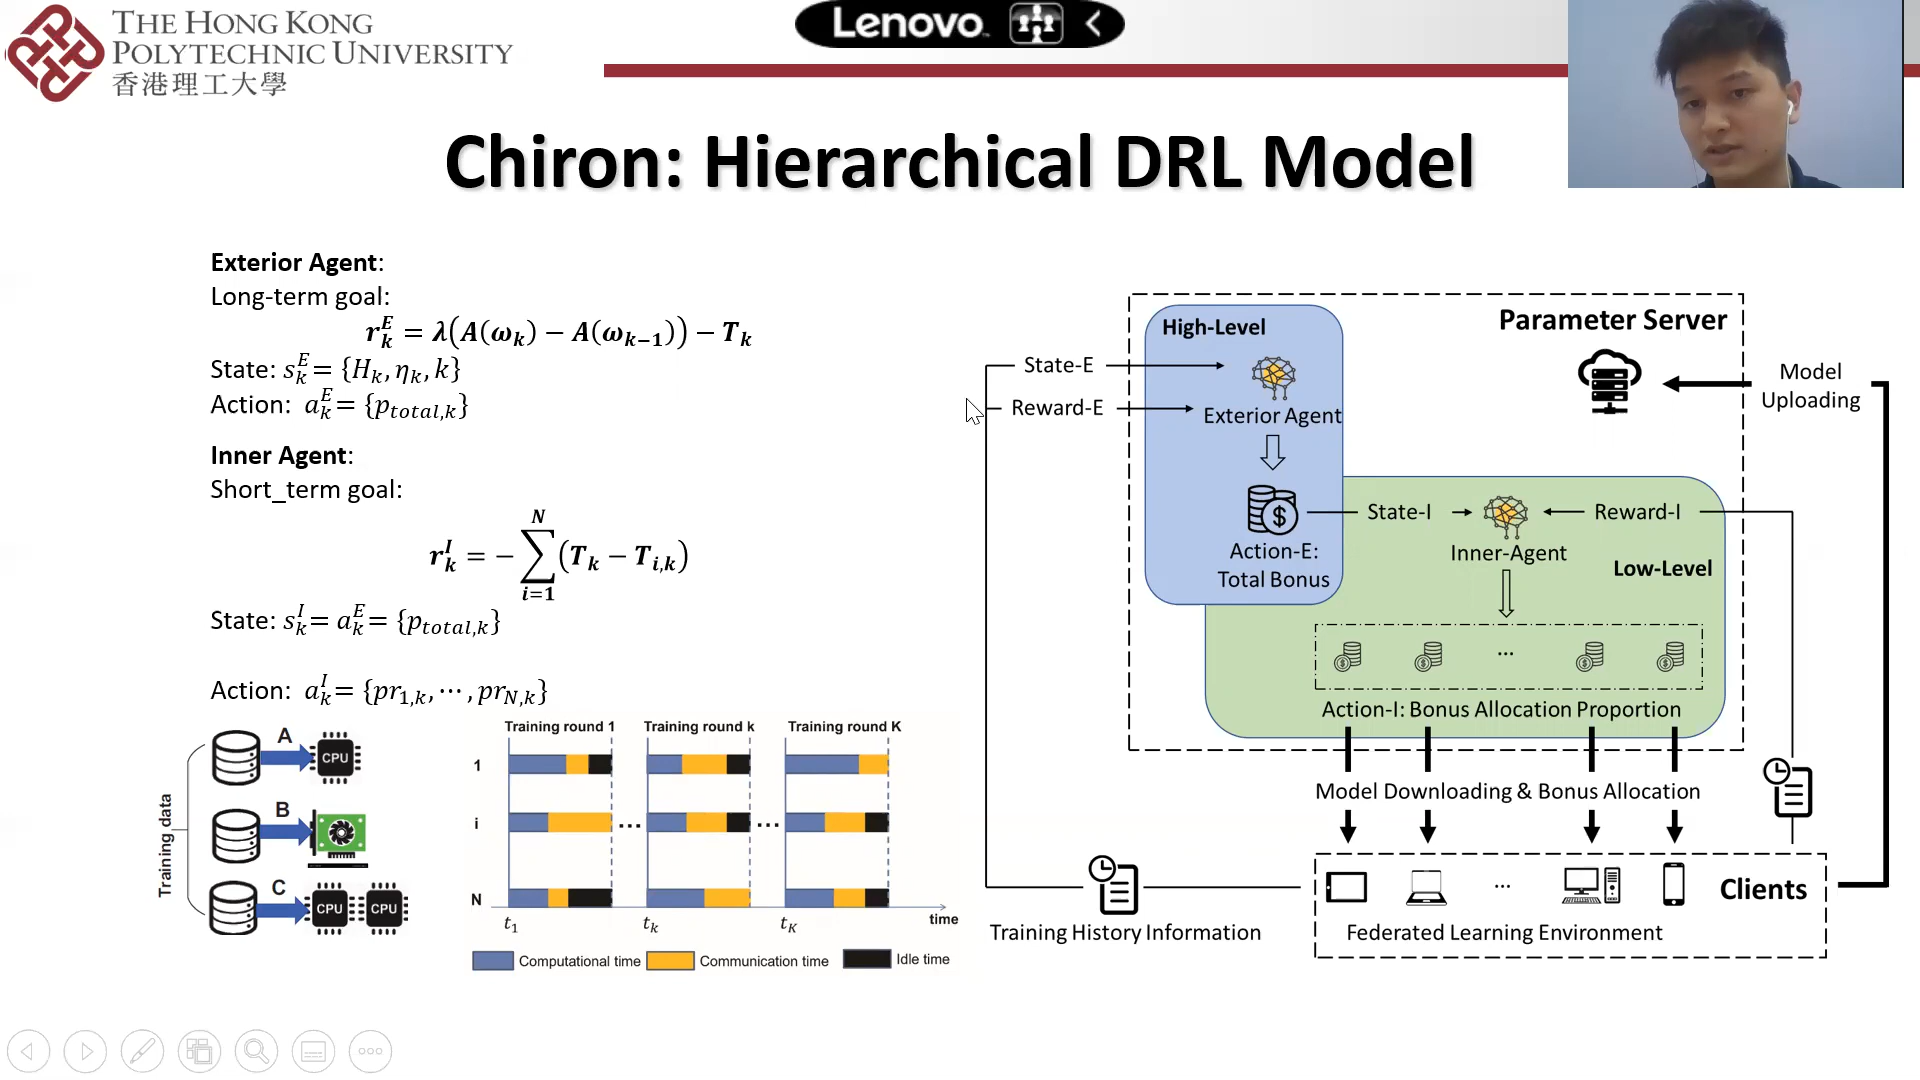 THE HONG KONG
POLYTECHNIC UNIVERSITY
香港理工大學
Lenovo
Chiron: Hierarchical DRL Model
Exterior Agent:
Long-term goal:
r_k^E = λ(A(ω_k) − A(ω_{k−1})) − T_k
State: s_k^E = {H_k, η_k, k}
Action: a_k^E = {p_{total,k}}
Inner Agent:
Short_term goal:
r_k^I = − ∑_{i=1}^{N} (T_k − T_{i,k})
State: s_k^I = a_k^E = {p_{total,k}}
Action: a_k^I = {pr_{1,k}, ⋯, pr_{N,k}}
Training data
A
CPU
B
C
CPU
CPU
Training round 1
Training round k
Training round K
1
i
N
...
...
t_1
t_k
t_K
time
Computational time
Communication time
Idle time
High-Level
Parameter Server
State-E
Reward-E
Exterior Agent
Model
Uploading
$
Action-E:
Total Bonus
State-I
Reward-I
Inner-Agent
Low-Level
$
$
...
$
$
Action-I: Bonus Allocation Proportion
Model Downloading & Bonus Allocation
...
Clients
Training History Information
Federated Learning Environment